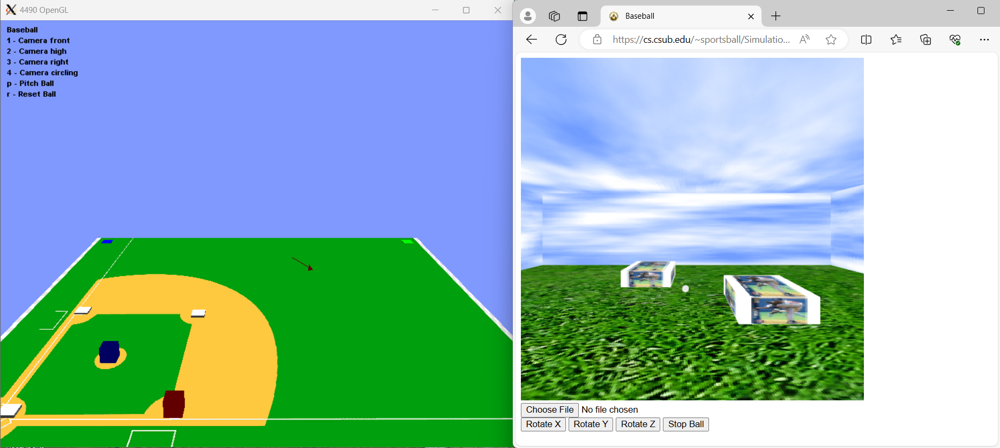 4490 OpenGL
Baseball
1 - Camera front
2 - Camera high
3 - Camera right
4 - Camera circling
p - Pitch Ball
r - Reset Ball
Baseball
https://cs.csub.edu/~sportsball/Simulatio...
Choose File No file chosen
Rotate X Rotate Y Rotate Z Stop Ball